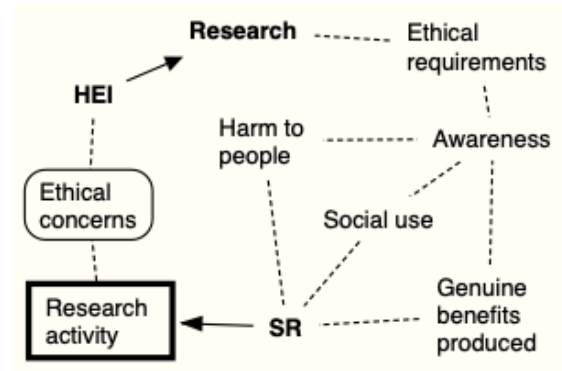 Research
Ethical
requirements
HEI
Harm to
people
Awareness
Ethical
concerns
Social use
Research
activity
SR
Genuine
benefits
produced